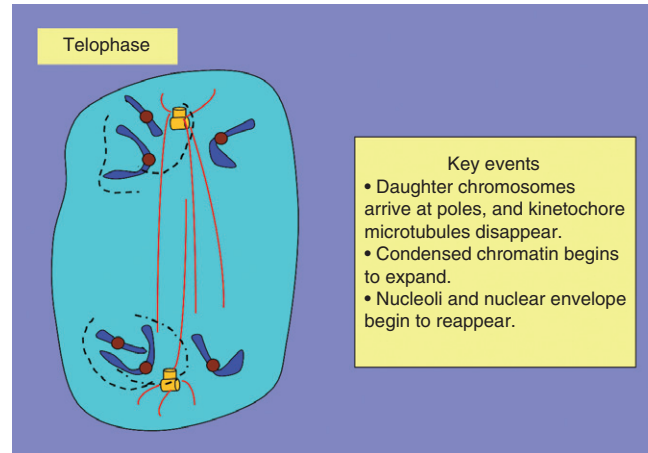 Telophase
Key events
• Daughter chromosomes
arrive at poles, and kinetochore
microtubules disappear.
• Condensed chromatin begins
to expand.
• Nucleoli and nuclear envelope
begin to reappear.